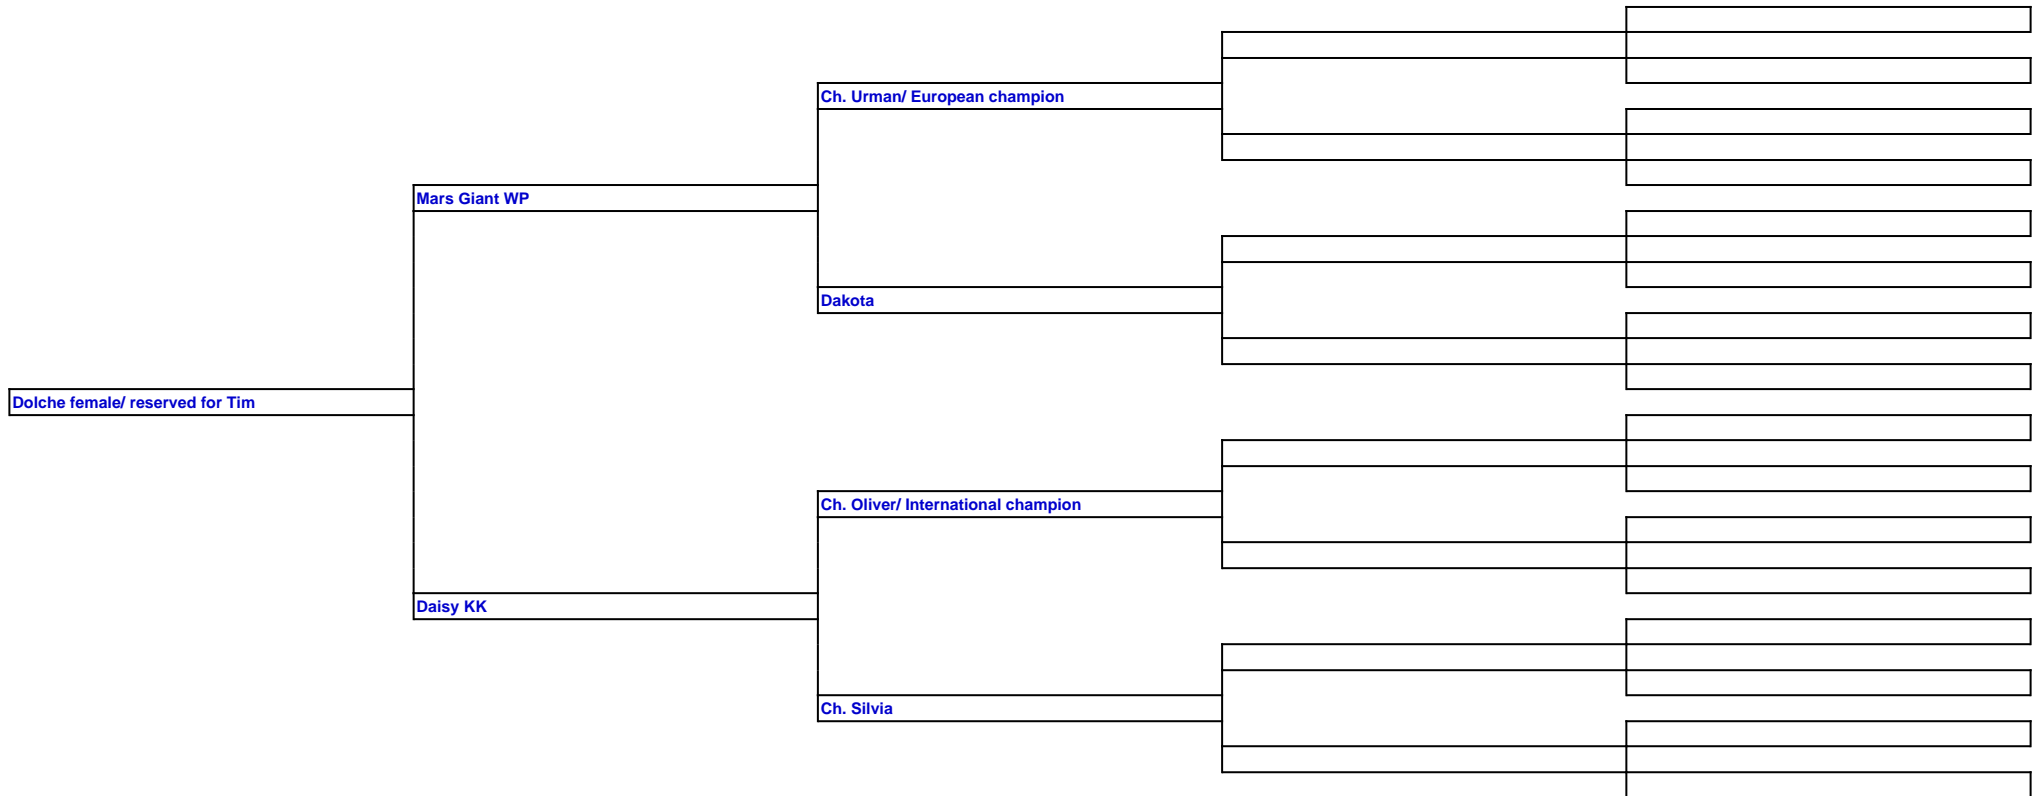 Ch. Urman/ European champion
Mars Giant WP
Dakota
Dolche female/ reserved for Tim
Ch. Oliver/ International champion
Daisy KK
Ch. Silvia